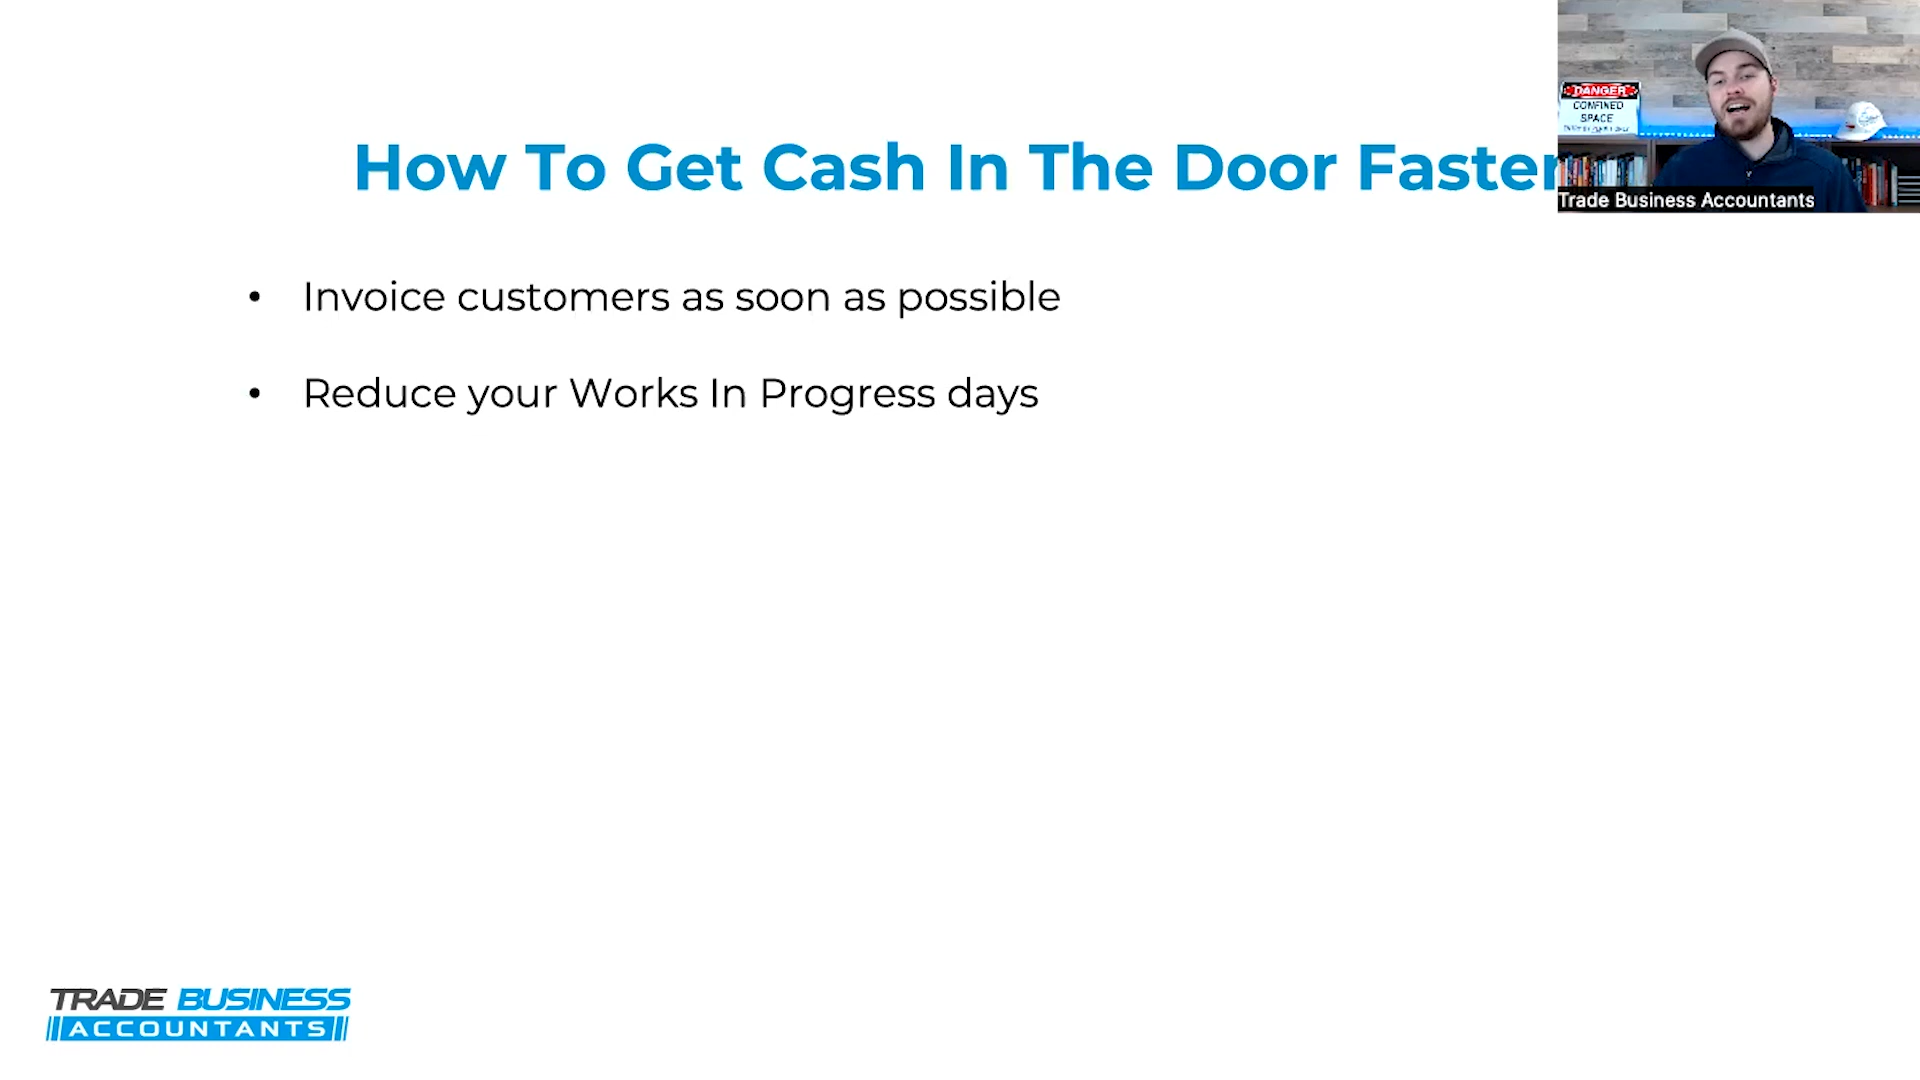 How To Get Cash In The Door Faster
• Invoice customers as soon as possible
• Reduce your Works In Progress days
DANGER
CONFINED
SPACE
Trade Business Accountants
TRADE BUSINESS
ACCOUNTANTS